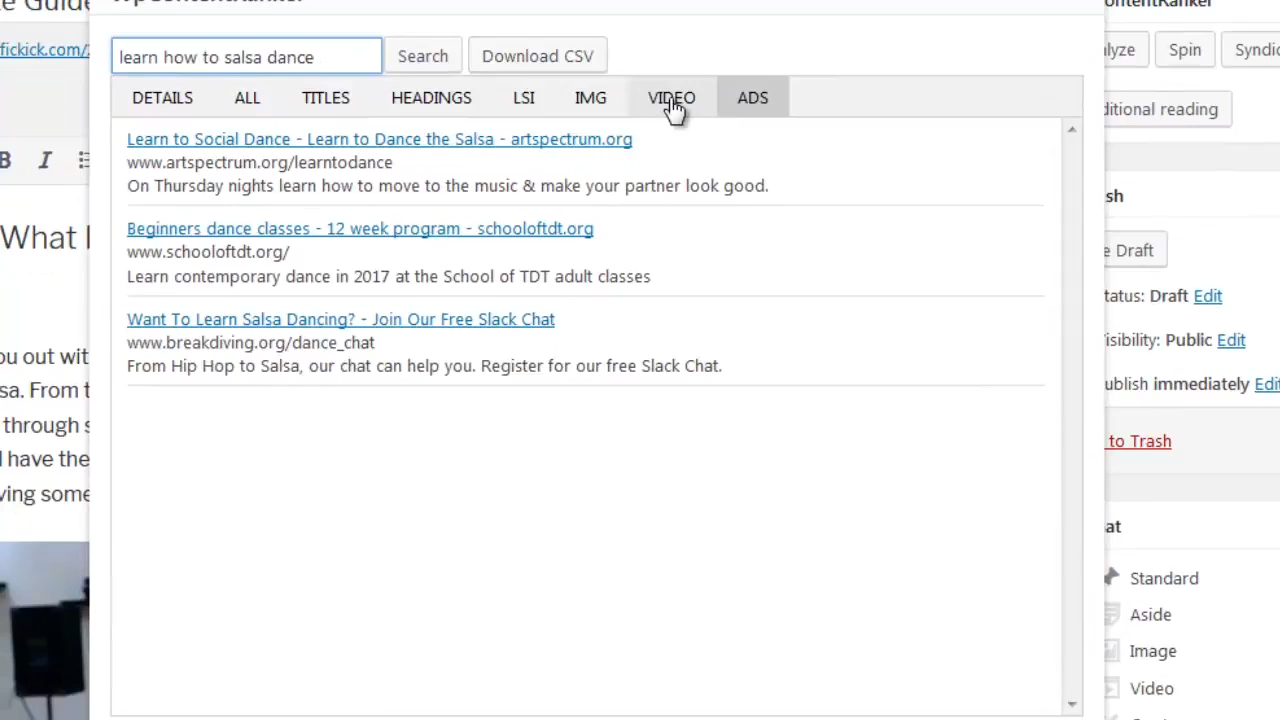 te Guide
WpContentRanker
ontentRanker
fickick.com/2
learn how to salsa dance
Search
Download CSV
lyze
Spin
Syndic
DETAILS
ALL
TITLES
HEADINGS
LSI
IMG
VIDEO
ADS
ditional reading
B
I
Learn to Social Dance - Learn to Dance the Salsa - artspectrum.org
www.artspectrum.org/learntodance
On Thursday nights learn how to move to the music & make your partner look good.
Beginners dance classes - 12 week program - schooloftdt.org
www.schooloftdt.org/
Learn contemporary dance in 2017 at the School of TDT adult classes
Want To Learn Salsa Dancing? - Join Our Free Slack Chat
www.breakdiving.org/dance_chat
From Hip Hop to Salsa, our chat can help you. Register for our free Slack Chat.
What
ou out wit
sa. From t
through s
l have the
ving some
sh
e Draft
tatus: Draft Edit
isibility: Public Edit
ublish immediately Edit
to Trash
at
Standard
Aside
Image
Video